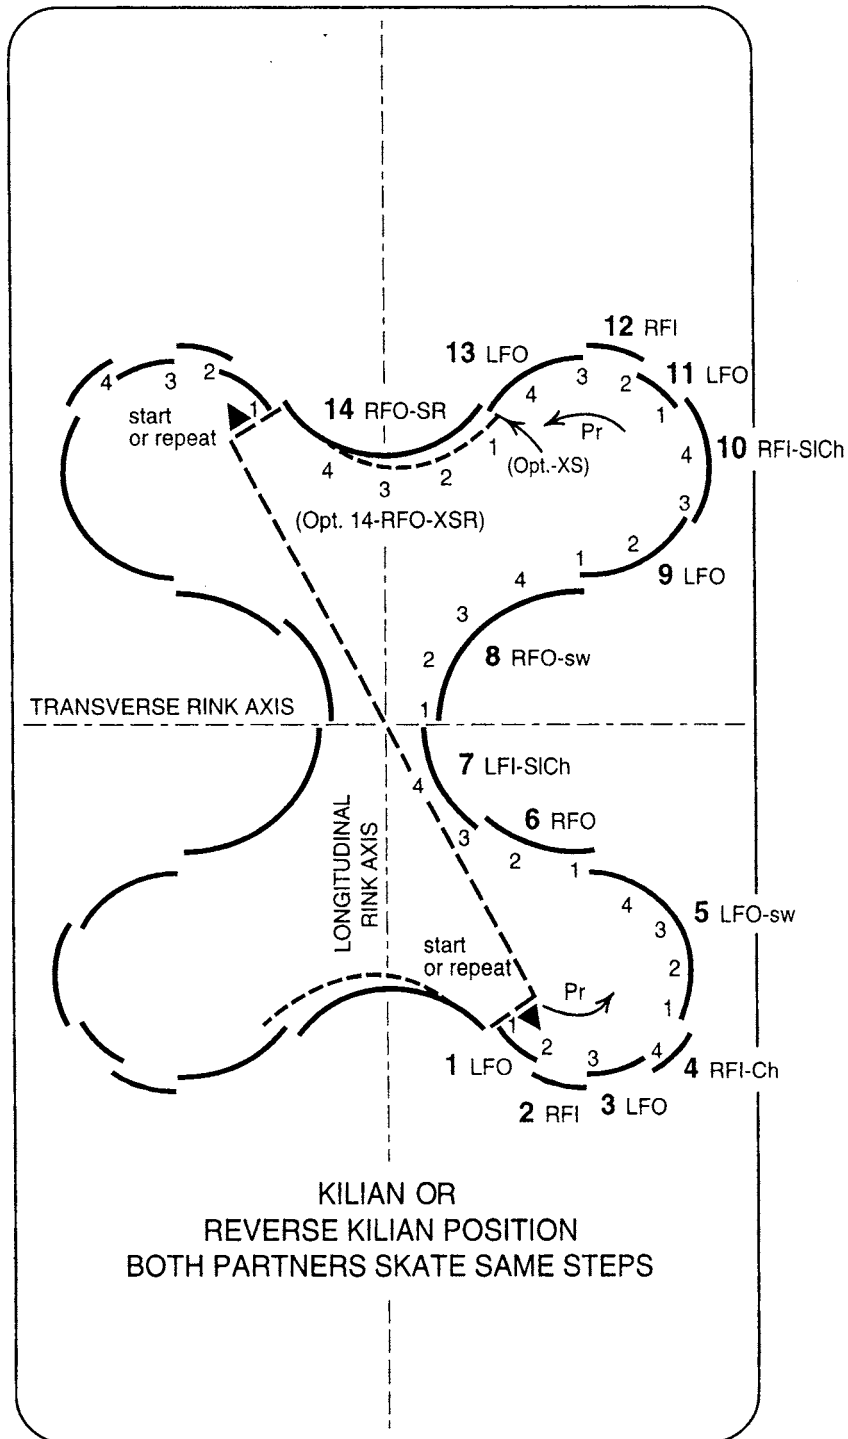 12 RFI
13 LFO
3
4
2
11 LFO
1
Pr
4
3
2
1
start
or repeat
14 RFO-SR
1
(Opt.-XS)
4
2
3
4
10 RFI-SlCh
3
(Opt. 14-RFO-XSR)
1
2
9 LFO
4
3
8 RFO-sw
2
TRANSVERSE RINK AXIS
1
7 LFI-SlCh
4
6 RFO
3
2
1
LONGITUDINAL
RINK AXIS
4
5 LFO-sw
3
start
or repeat
2
Pr
1
1
2
1 LFO
3
4
4 RFI-Ch
2 RFI
3 LFO
KILIAN OR
REVERSE KILIAN POSITION
BOTH PARTNERS SKATE SAME STEPS